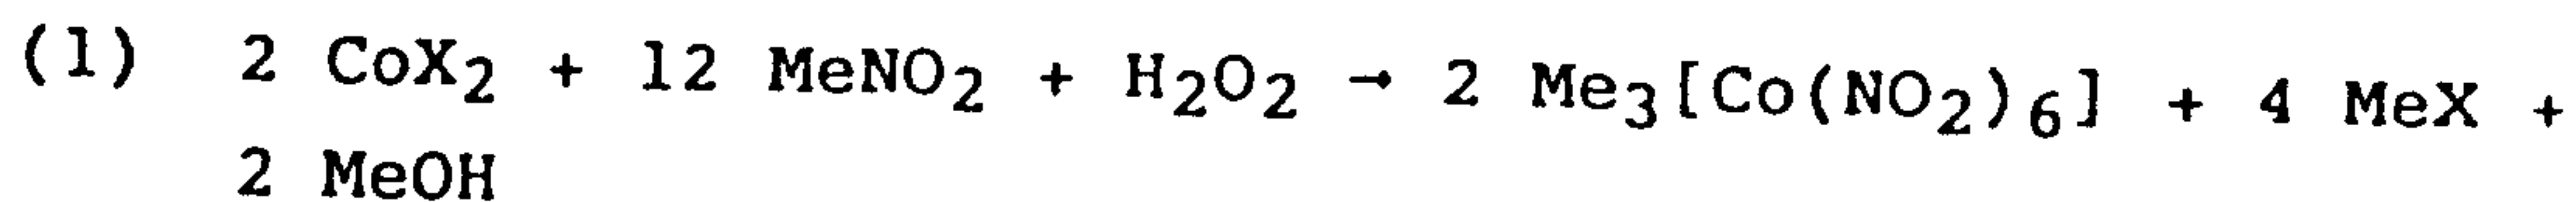 (1) 2 CoX₂ + 12 MeNO₂ + H₂O₂ → 2 Me₃[Co(NO₂)₆] + 4 MeX +
2 MeOH